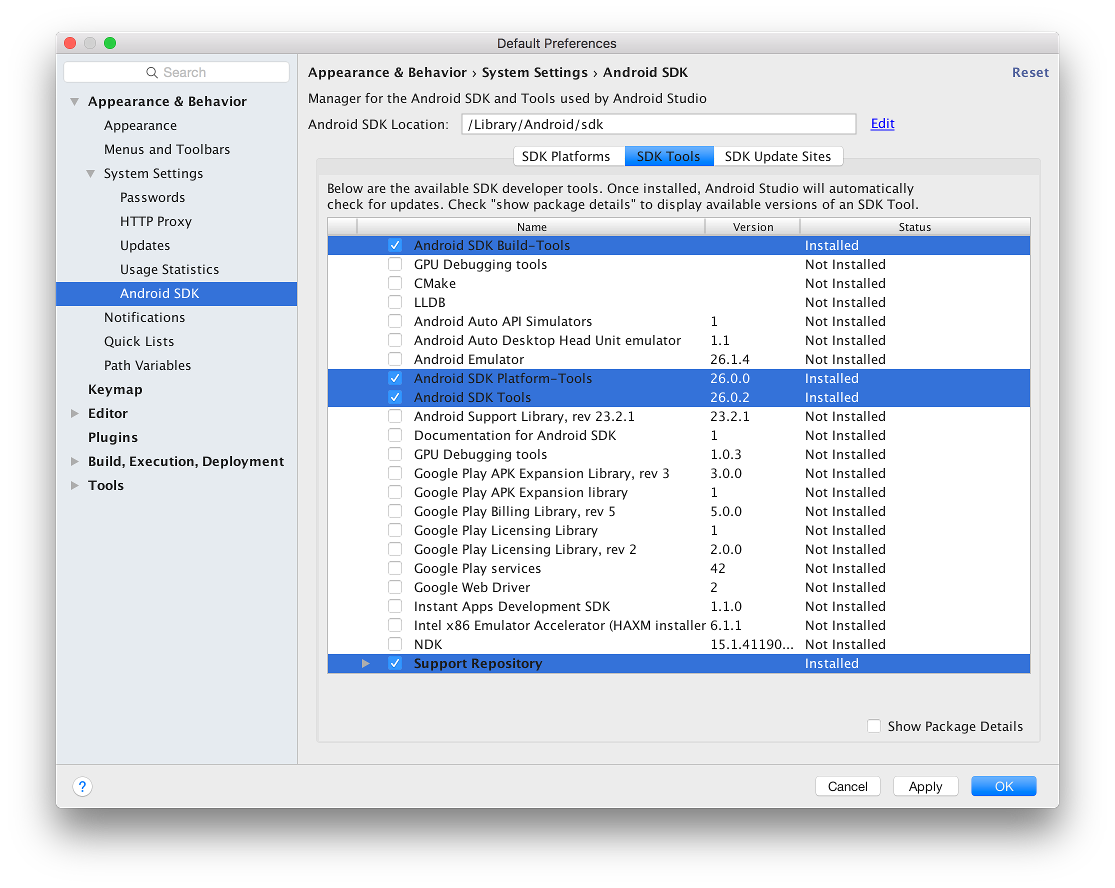 Default Preferences
Search
Appearance & Behavior
Appearance
Menus and Toolbars
System Settings
Passwords
HTTP Proxy
Updates
Usage Statistics
Android SDK
Notifications
Quick Lists
Path Variables
Keymap
Editor
Plugins
Build, Execution, Deployment
Tools
Appearance & Behavior › System Settings › Android SDK Reset
Manager for the Android SDK and Tools used by Android Studio
Android SDK Location: /Library/Android/sdk Edit
SDK Platforms SDK Tools SDK Update Sites
Below are the available SDK developer tools. Once installed, Android Studio will automatically
check for updates. Check "show package details" to display available versions of an SDK Tool.
Name Version Status
Android SDK Build-Tools Installed
GPU Debugging tools Not Installed
CMake Not Installed
LLDB Not Installed
Android Auto API Simulators 1 Not Installed
Android Auto Desktop Head Unit emulator 1.1 Not Installed
Android Emulator 26.1.4 Not Installed
Android SDK Platform-Tools 26.0.0 Installed
Android SDK Tools 26.0.2 Installed
Android Support Library, rev 23.2.1 23.2.1 Not Installed
Documentation for Android SDK 1 Not Installed
GPU Debugging tools 1.0.3 Not Installed
Google Play APK Expansion Library, rev 3 3.0.0 Not Installed
Google Play APK Expansion library 1 Not Installed
Google Play Billing Library, rev 5 5.0.0 Not Installed
Google Play Licensing Library 1 Not Installed
Google Play Licensing Library, rev 2 2.0.0 Not Installed
Google Play services 42 Not Installed
Google Web Driver 2 Not Installed
Instant Apps Development SDK 1.1.0 Not Installed
Intel x86 Emulator Accelerator (HAXM installer 6.1.1 Not Installed
NDK 15.1.41190... Not Installed
Support Repository Installed
Show Package Details
? Cancel Apply OK